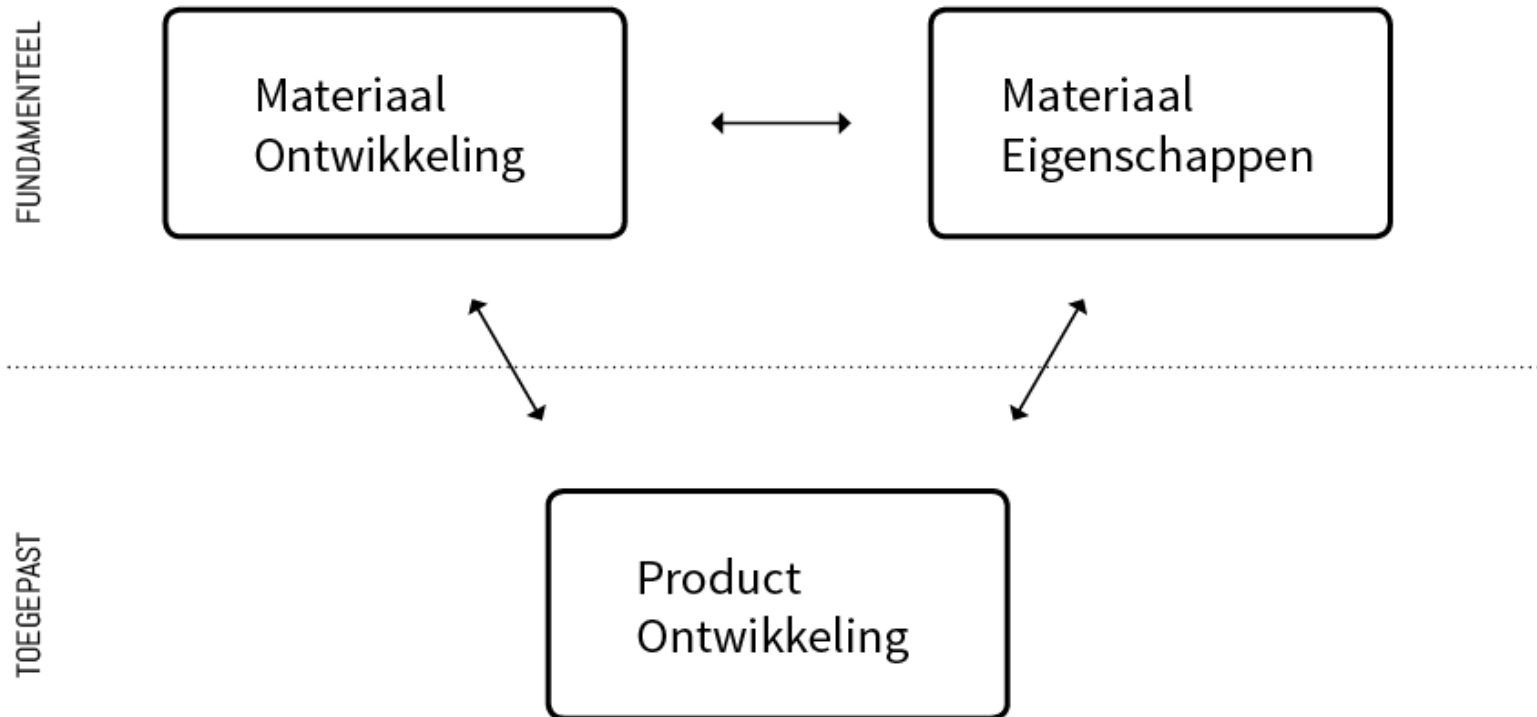 FUNDAMENTEEL
Materiaal
Ontwikkeling
Materiaal
Eigenschappen
TOEGEPAST
Product
Ontwikkeling